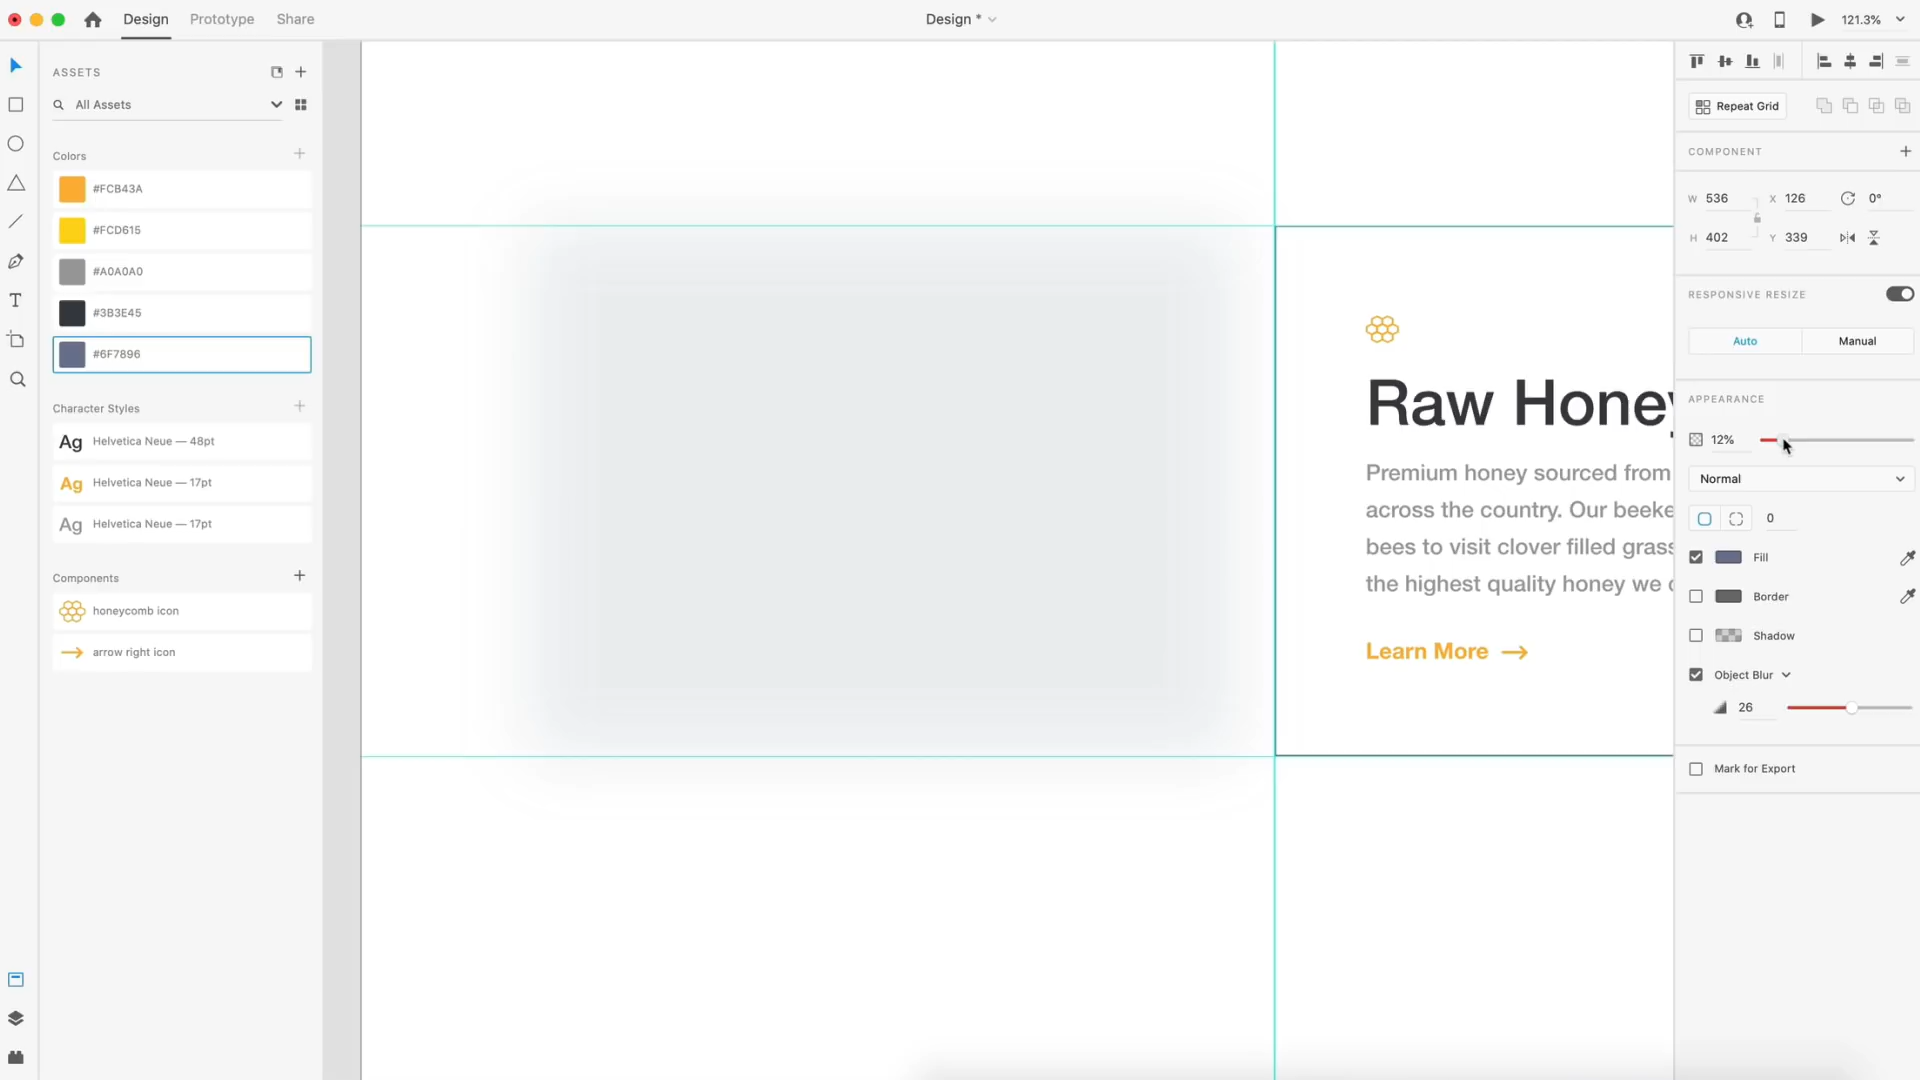 Design
Prototype
Share
Design *
121.3%
ASSETS
All Assets
Colors
#FCB43A
#FCD615
#A0A0A0
#3B3E45
#6F7896
Character Styles
Ag Helvetica Neue — 48pt
Ag Helvetica Neue — 17pt
Ag Helvetica Neue — 17pt
Components
honeycomb icon
arrow right icon
T
Raw Honey
Premium honey sourced from
across the country. Our beeke
bees to visit clover filled grass
the highest quality honey we c
Learn More
Repeat Grid
COMPONENT
W 536 X 126 0°
H 402 Y 339
RESPONSIVE RESIZE
Auto Manual
APPEARANCE
12%
Normal
0
Fill
Border
Shadow
Object Blur
26
Mark for Export